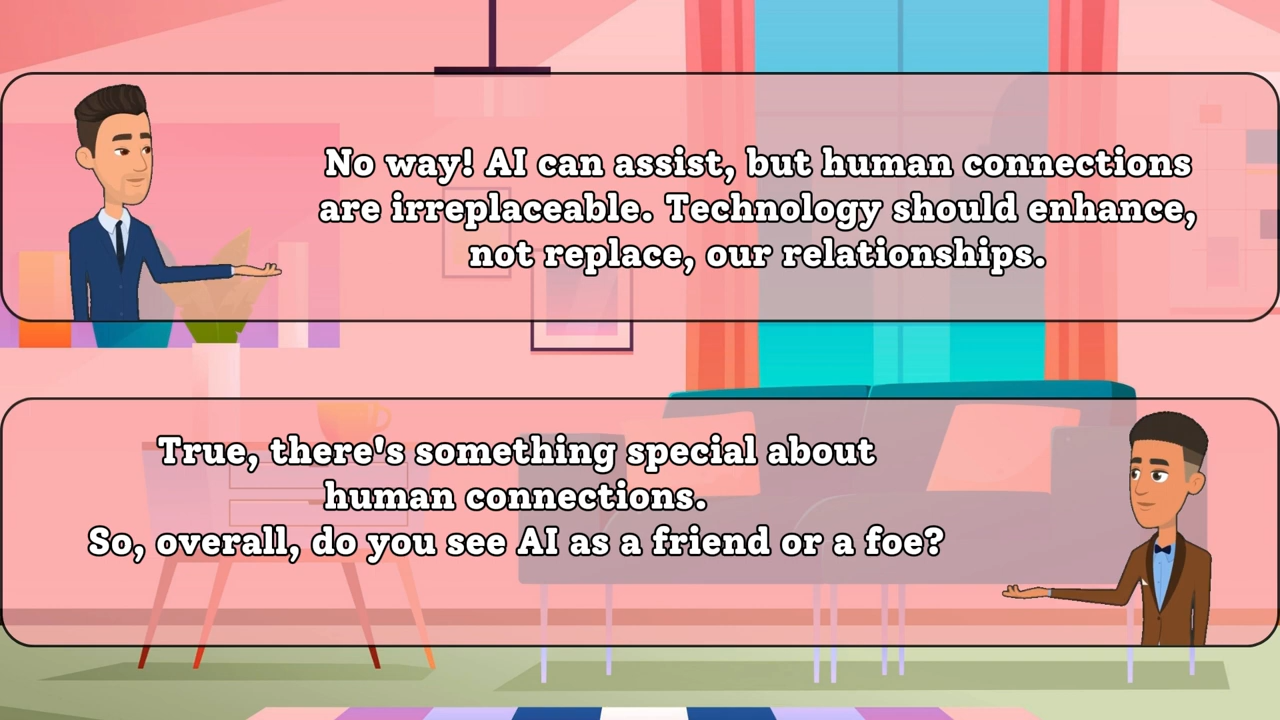 No way! AI can assist, but human connections
are irreplaceable. Technology should enhance,
not replace, our relationships.
True, there's something special about
human connections.
So, overall, do you see AI as a friend or a foe?